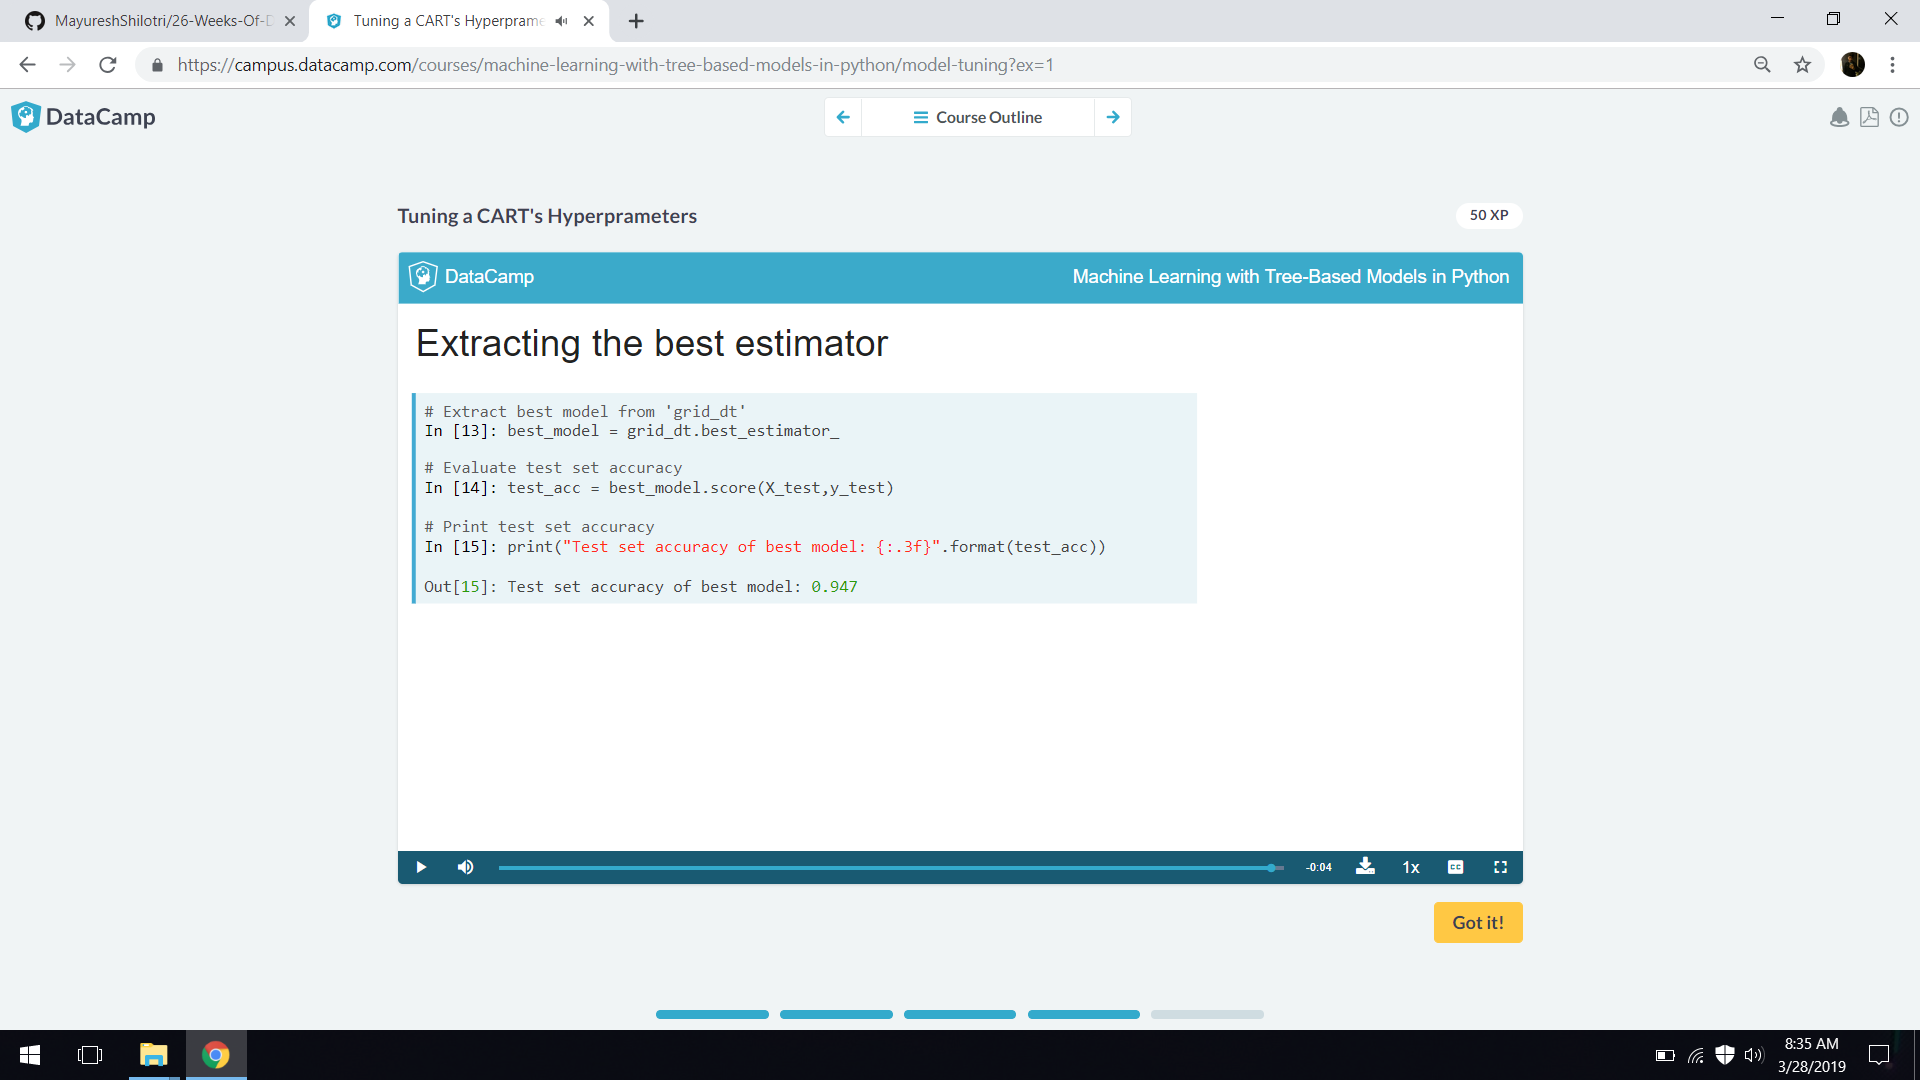 MayureshShilotri/26-Weeks-Of-D
Tuning a CART's Hyperprame
https://campus.datacamp.com/courses/machine-learning-with-tree-based-models-in-python/model-tuning?ex=1
DataCamp
Course Outline
Tuning a CART's Hyperprameters
50 XP
DataCamp
Machine Learning with Tree-Based Models in Python
Extracting the best estimator
# Extract best model from 'grid_dt'
In [13]: best_model = grid_dt.best_estimator_
# Evaluate test set accuracy
In [14]: test_acc = best_model.score(X_test,y_test)
# Print test set accuracy
In [15]: print("Test set accuracy of best model: {:.3f}".format(test_acc))
Out[15]: Test set accuracy of best model: 0.947
-0:04
1x
CC
Got it!
8:35 AM
3/28/2019